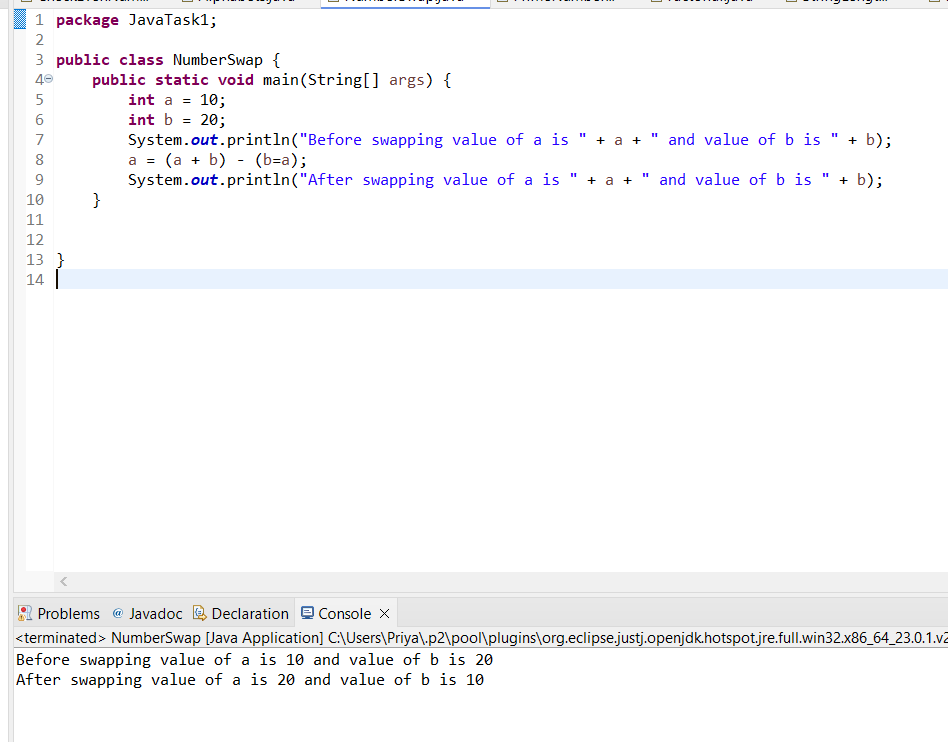 1 package JavaTask1;
2
3 public class NumberSwap {
4 public static void main(String[] args) {
5 int a = 10;
6 int b = 20;
7 System.out.println("Before swapping value of a is " + a + " and value of b is " + b);
8 a = (a + b) - (b=a);
9 System.out.println("After swapping value of a is " + a + " and value of b is " + b);
10 }
11
12
13 }
14
Problems @ Javadoc Declaration Console
<terminated> NumberSwap [Java Application] C:\Users\Priya\.p2\pool\plugins\org.eclipse.justj.openjdk.hotspot.jre.full.win32.x86_64_23.0.1.v2
Before swapping value of a is 10 and value of b is 20
After swapping value of a is 20 and value of b is 10